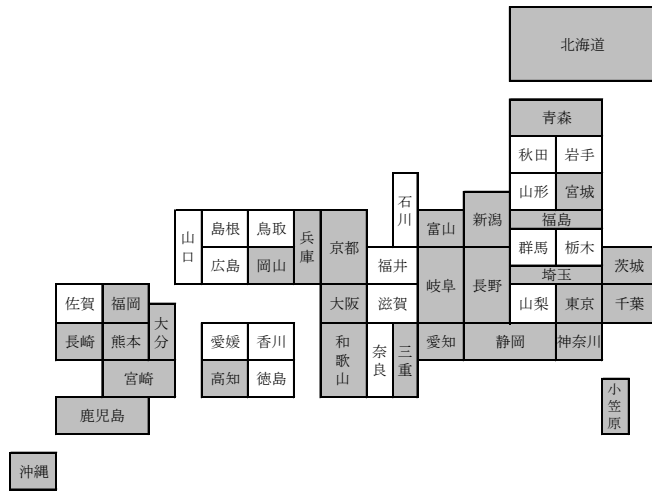 北海道
青森
秋田
岩手
山形
宮城
福島
群馬
栃木
埼玉
茨城
山梨
東京
千葉
石川
富山
新潟
岐阜
長野
愛知
静岡
神奈川
小笠原
山口
島根
鳥取
兵庫
京都
広島
岡山
福井
大阪
滋賀
和歌山
奈良
三重
佐賀
福岡
大分
長崎
熊本
宮崎
鹿児島
愛媛
香川
高知
徳島
沖縄